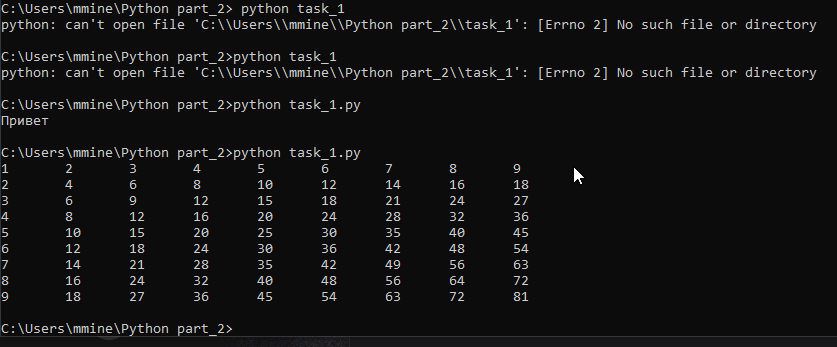 C:\Users\mmine\Python part_2> python task_1
python: can't open file 'C:\\Users\\mmine\\Python part_2\\task_1': [Errno 2] No such file or directory
C:\Users\mmine\Python part_2>python task_1
python: can't open file 'C:\\Users\\mmine\\Python part_2\\task_1': [Errno 2] No such file or directory
C:\Users\mmine\Python part_2>python task_1.py
Привет
C:\Users\mmine\Python part_2>python task_1.py
1 2 3 4 5 6 7 8 9
2 4 6 8 10 12 14 16 18
3 6 9 12 15 18 21 24 27
4 8 12 16 20 24 28 32 36
5 10 15 20 25 30 35 40 45
6 12 18 24 30 36 42 48 54
7 14 21 28 35 42 49 56 63
8 16 24 32 40 48 56 64 72
9 18 27 36 45 54 63 72 81
C:\Users\mmine\Python part_2>